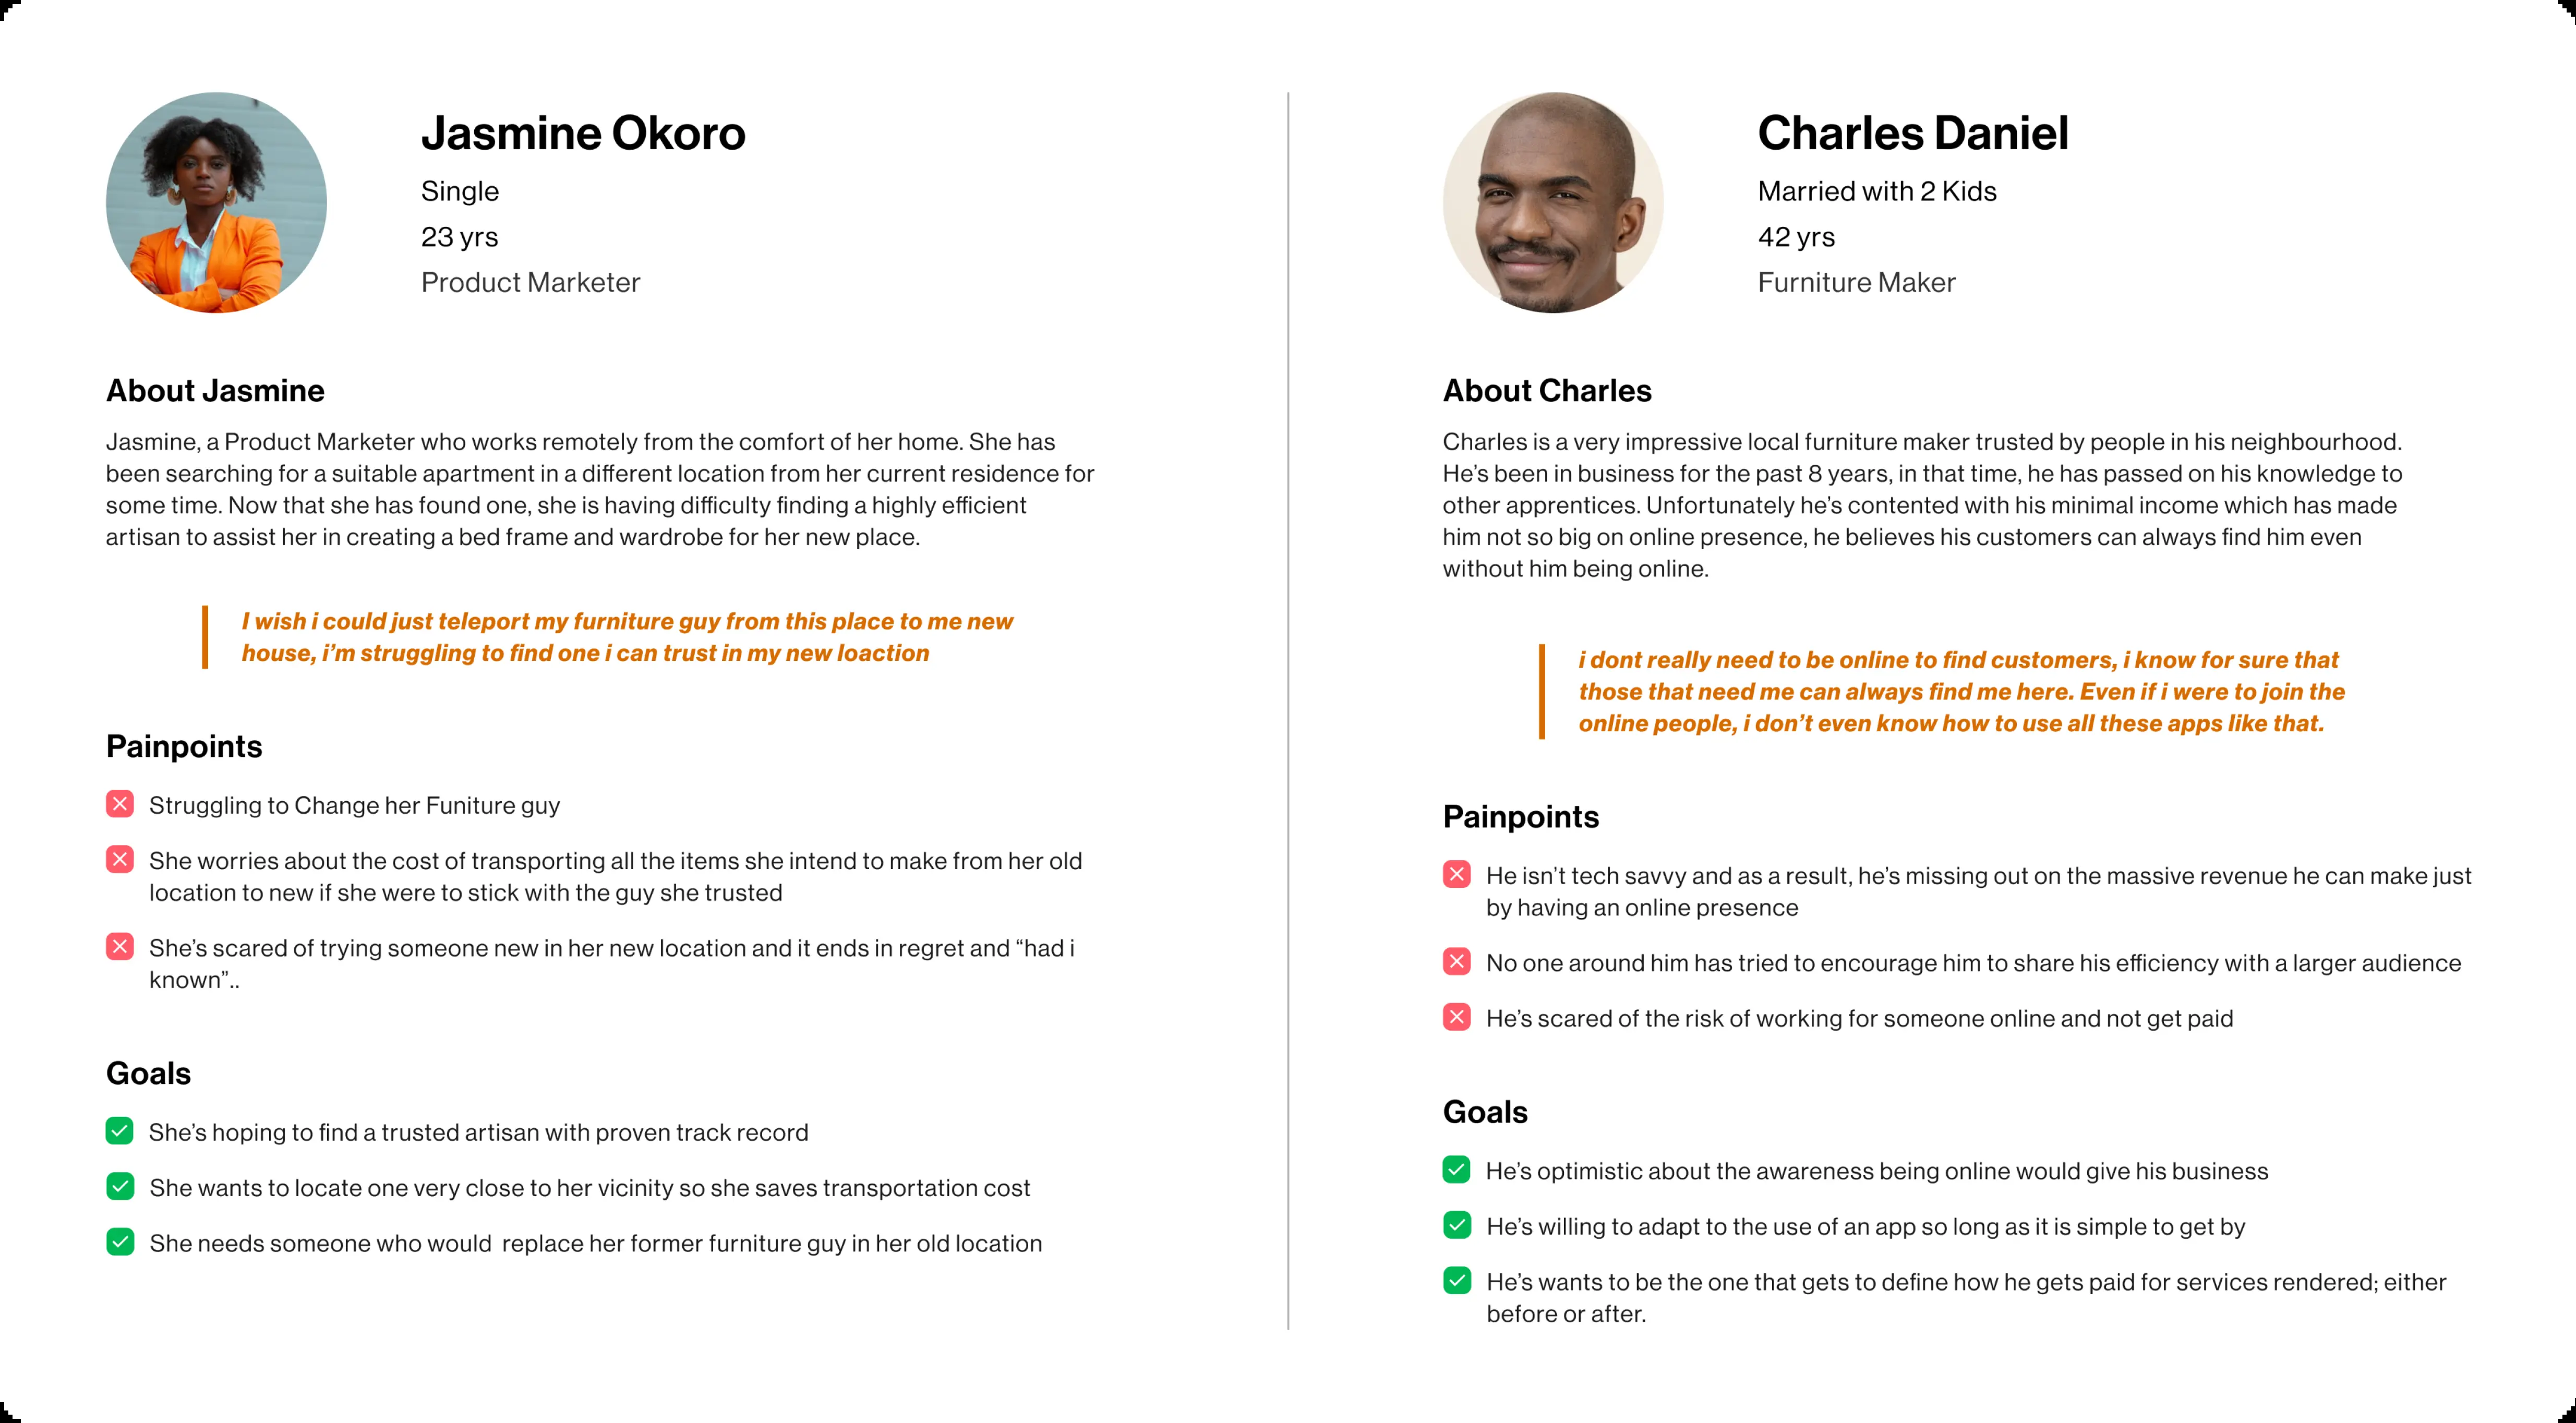 Jasmine Okoro
Single
23 yrs
Product Marketer
About Jasmine
Jasmine, a Product Marketer who works remotely from the comfort of her home. She has
been searching for a suitable apartment in a different location from her current residence for
some time. Now that she has found one, she is having difficulty finding a highly efficient
artisan to assist her in creating a bed frame and wardrobe for her new place.
I wish i could just teleport my furniture guy from this place to me new
house, i’m struggling to find one i can trust in my new loaction
Painpoints
Struggling to Change her Funiture guy
She worries about the cost of transporting all the items she intend to make from her old
location to new if she were to stick with the guy she trusted
She’s scared of trying someone new in her new location and it ends in regret and “had i
known”..
Goals
She’s hoping to find a trusted artisan with proven track record
She wants to locate one very close to her vicinity so she saves transportation cost
She needs someone who would  replace her former furniture guy in her old location
Charles Daniel
Married with 2 Kids
42 yrs
Furniture Maker
About Charles
Charles is a very impressive local furniture maker trusted by people in his neighbourhood.
He’s been in business for the past 8 years, in that time, he has passed on his knowledge to
other apprentices. Unfortunately he’s contented with his minimal income which has made
him not so big on online presence, he believes his customers can always find him even
without him being online.
i dont really need to be online to find customers, i know for sure that
those that need me can always find me here. Even if i were to join the
online people, i don’t even know how to use all these apps like that.
Painpoints
He isn’t tech savvy and as a result, he’s missing out on the massive revenue he can make just
by having an online presence
No one around him has tried to encourage him to share his efficiency with a larger audience
He’s scared of the risk of working for someone online and not get paid
Goals
He’s optimistic about the awareness being online would give his business
He’s willing to adapt to the use of an app so long as it is simple to get by
He’s wants to be the one that gets to define how he gets paid for services rendered; either
before or after.